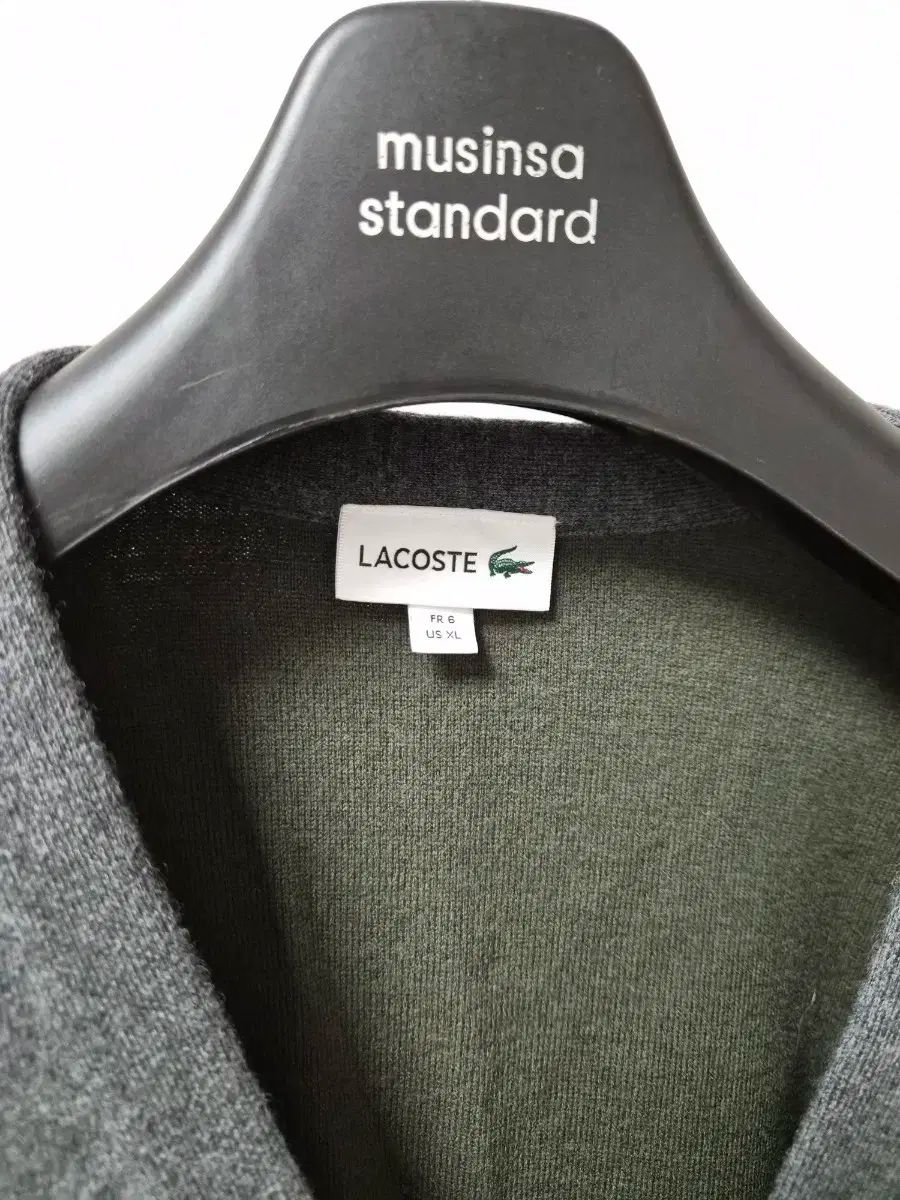 musinsa
standard
LACOSTE
FR 6
US XL